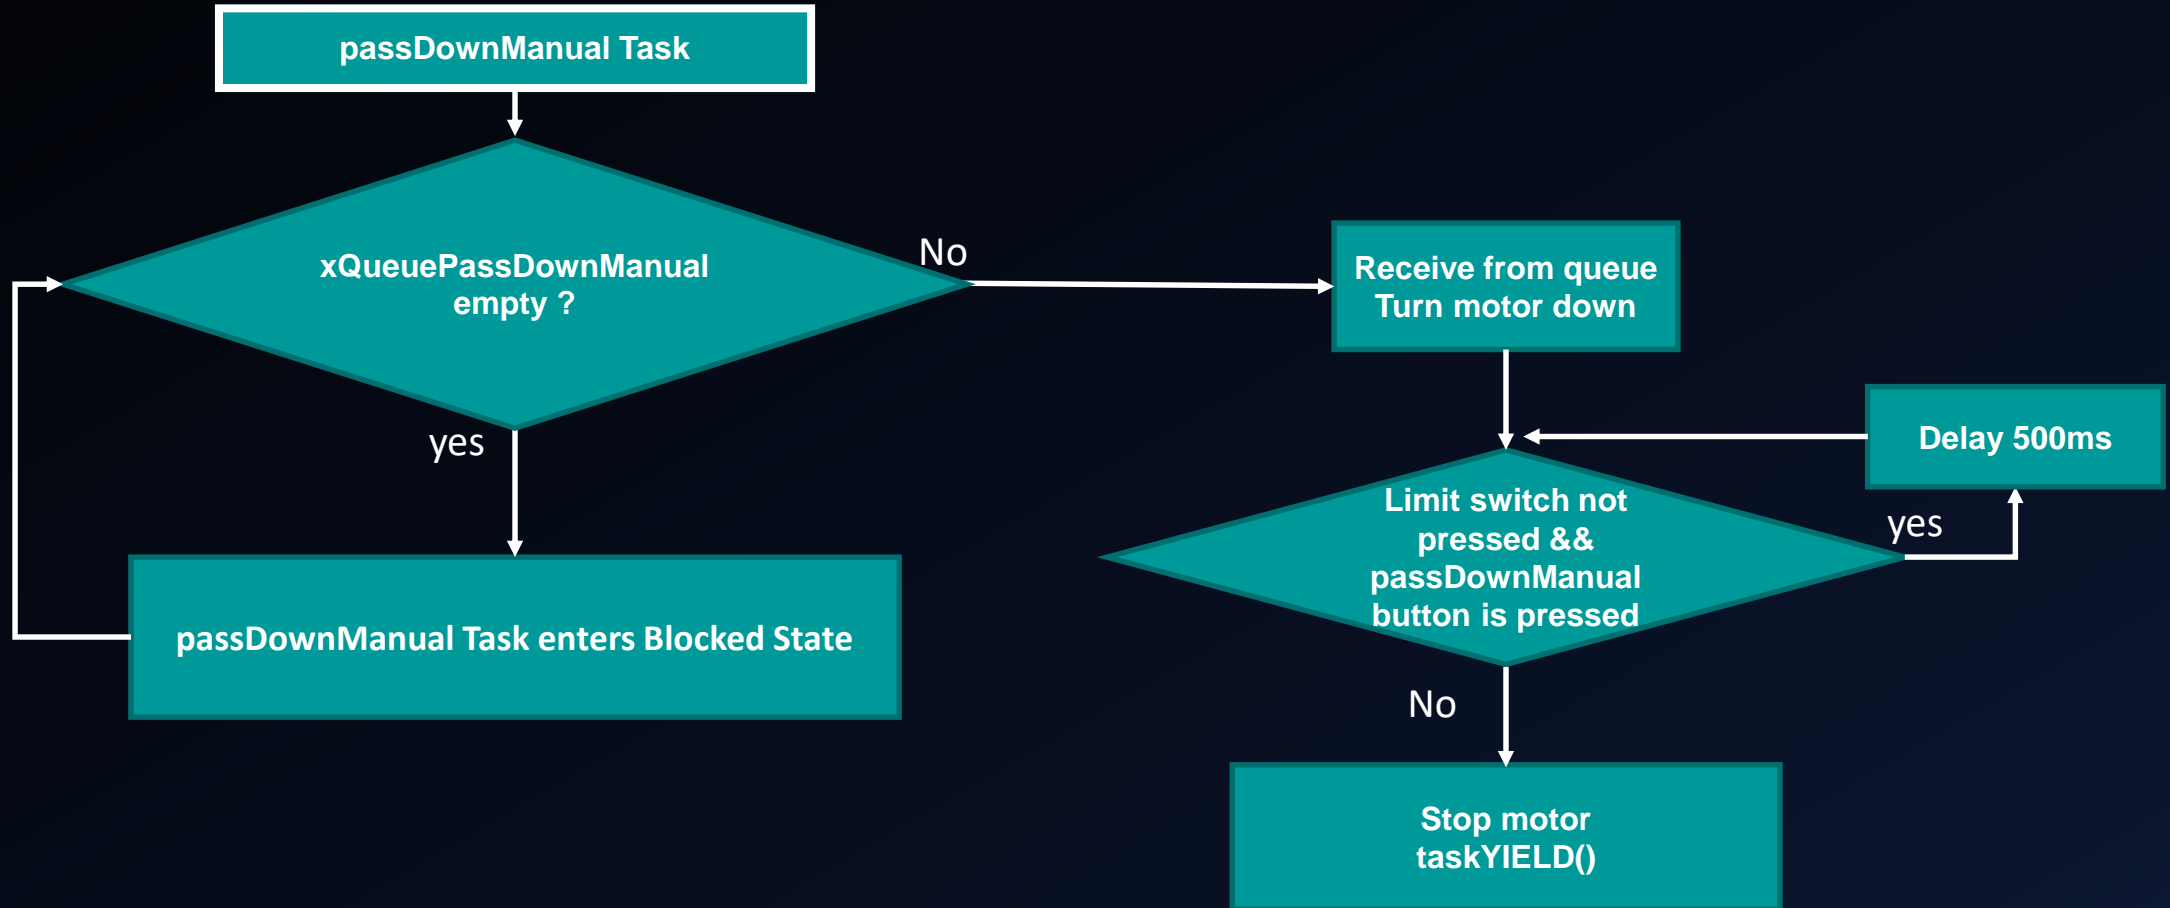 passDownManual Task
xQueuePassDownManual
empty ?
No
yes
passDownManual Task enters Blocked State
Receive from queue
Turn motor down
Delay 500ms
Limit switch not
pressed &&
passDownManual
button is pressed
yes
No
Stop motor
taskYIELD()